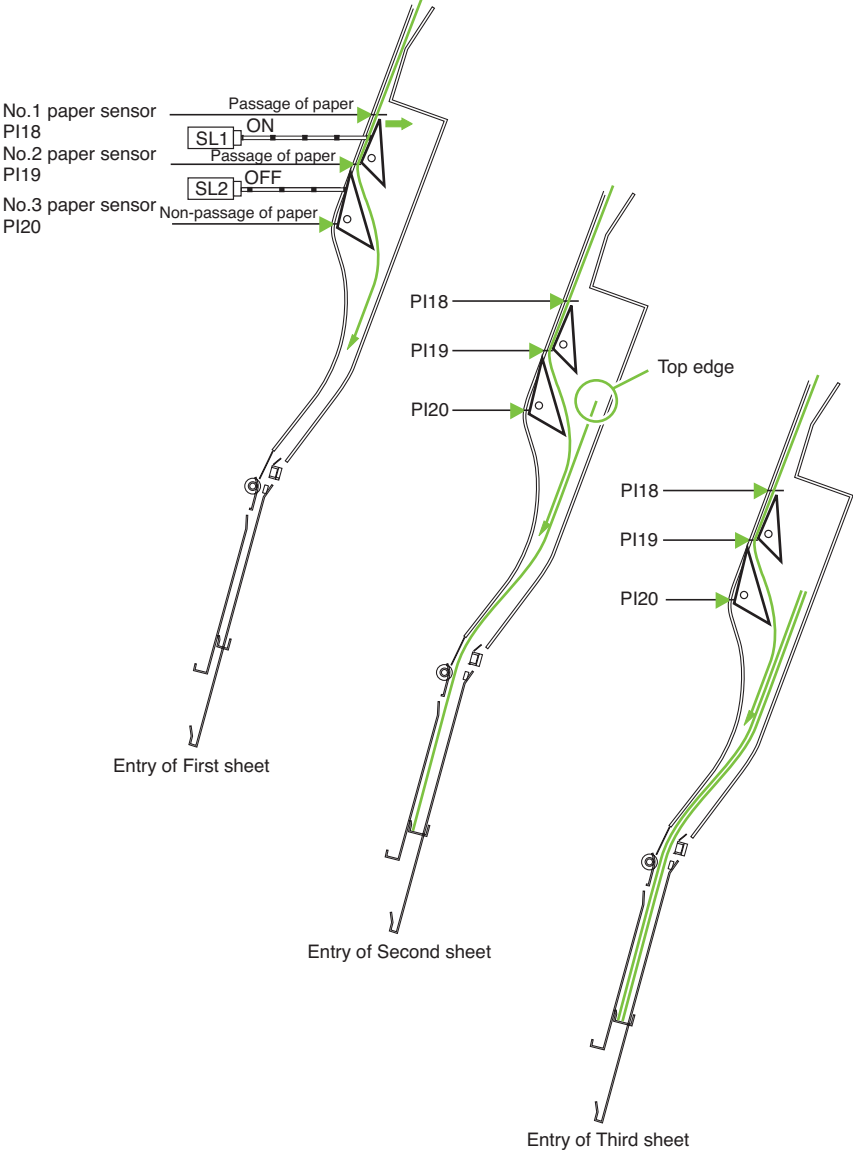 No.1 paper sensor
PI18
Passage of paper
ON
SL1
No.2 paper sensor
PI19
Passage of paper
OFF
SL2
No.3 paper sensor
PI20
Non-passage of paper
Entry of First sheet
PI18
PI19
PI20
Top edge
Entry of Second sheet
PI18
PI19
PI20
Entry of Third sheet